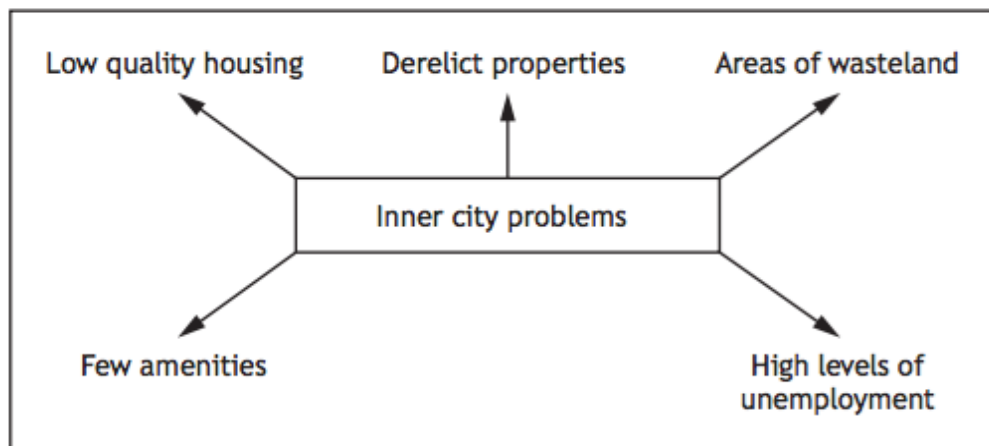 Low quality housing
Derelict properties
Areas of wasteland
Inner city problems
Few amenities
High levels of
unemployment